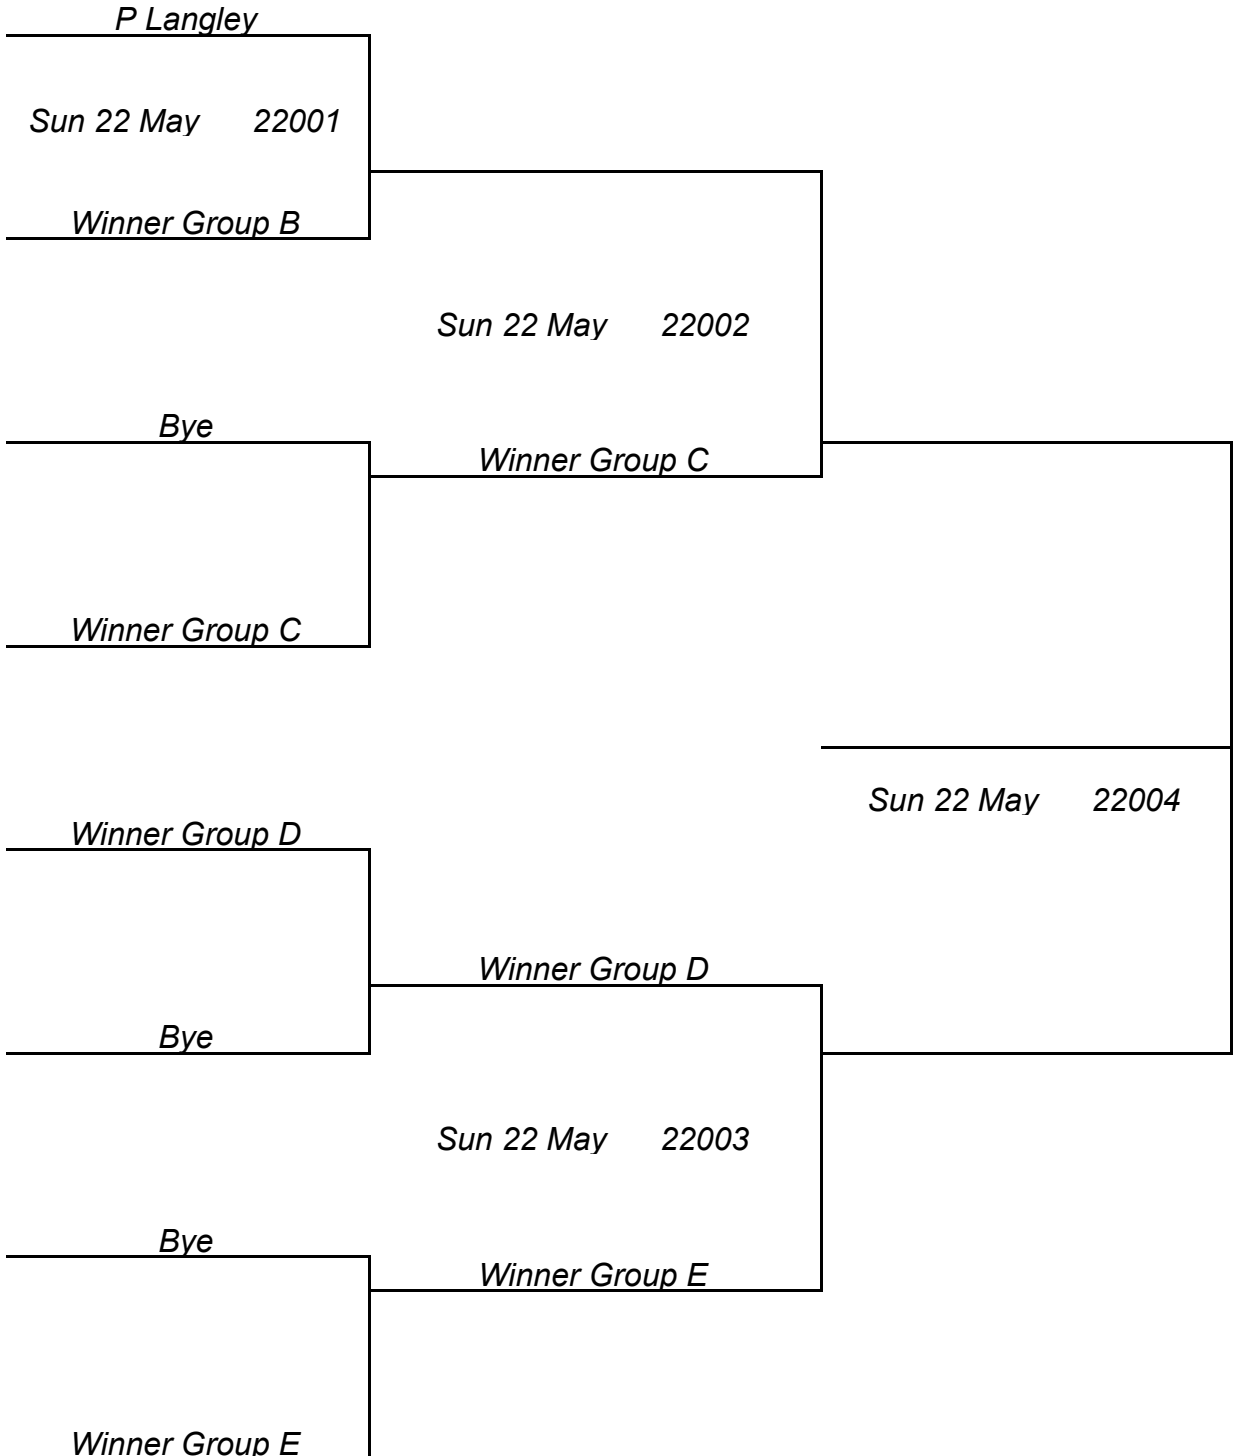 P Langley
Sun 22 May 22001
Winner Group B
Sun 22 May 22002
Bye
Winner Group C
Winner Group C
Sun 22 May 22004
Winner Group D
Winner Group D
Bye
Sun 22 May 22003
Bye
Winner Group E
Winner Group E